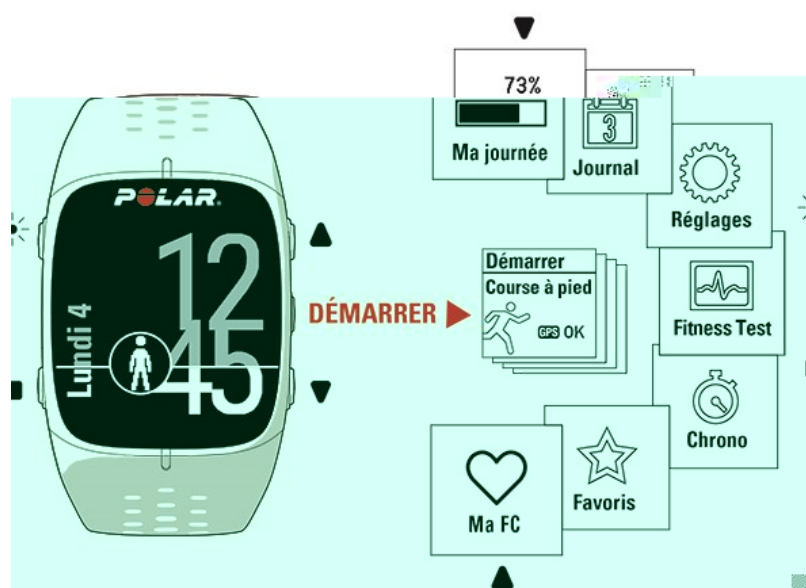 POLAR
12
45
Lundi 4
DÉMARRER
73%
Ma journée
3
Journal
Réglages
Démarrer
Course à pied
GPS OK
Fitness Test
Chrono
Favoris
Ma FC